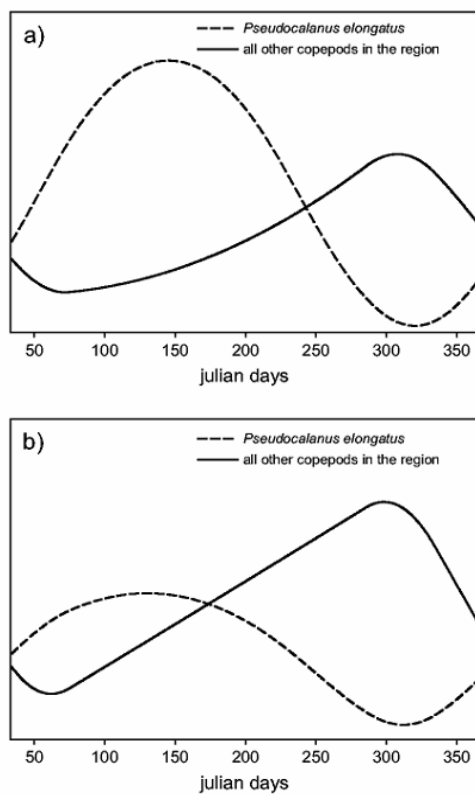 a)
Pseudocalanus elongatus
all other copepods in the region
50 100 150 200 250 300 350
julian days
b)
Pseudocalanus elongatus
all other copepods in the region
50 100 150 200 250 300 350
julian days